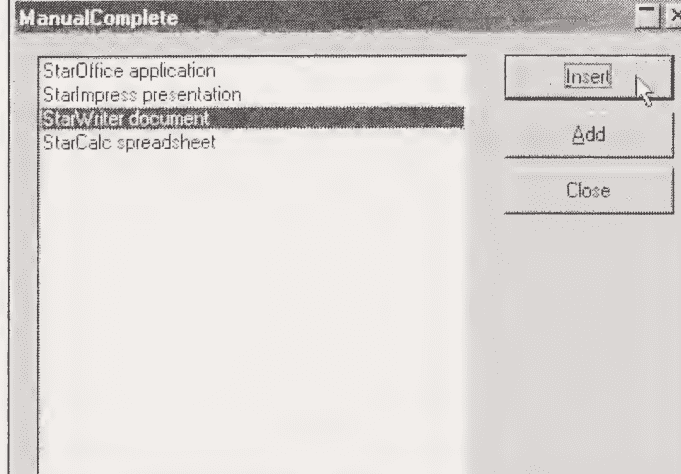 ManualComplete
StarOffice application
StarImpress presentation
StarWriter document
StarCalc spreadsheet
Insert
Add
Close